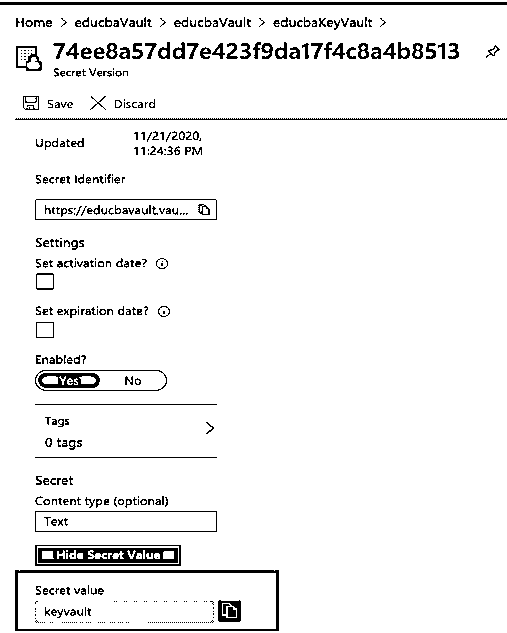 Home > educbaVault > educbaVault > educbaKeyVault >
74ee8a57dd7e423f9da17f4c8a4b8513
Secret Version
Save Discard
Updated 11/21/2020,
11:24:36 PM
Secret Identifier
https://educbavault.vau...
Settings
Set activation date?
Set expiration date?
Enabled?
Yes No
Tags
0 tags
Secret
Content type (optional)
Text
Hide Secret Value
Secret value
keyvault